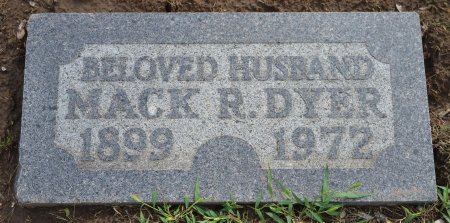 BELOVED HUSBAND
MACK R. DYER
1899 1972